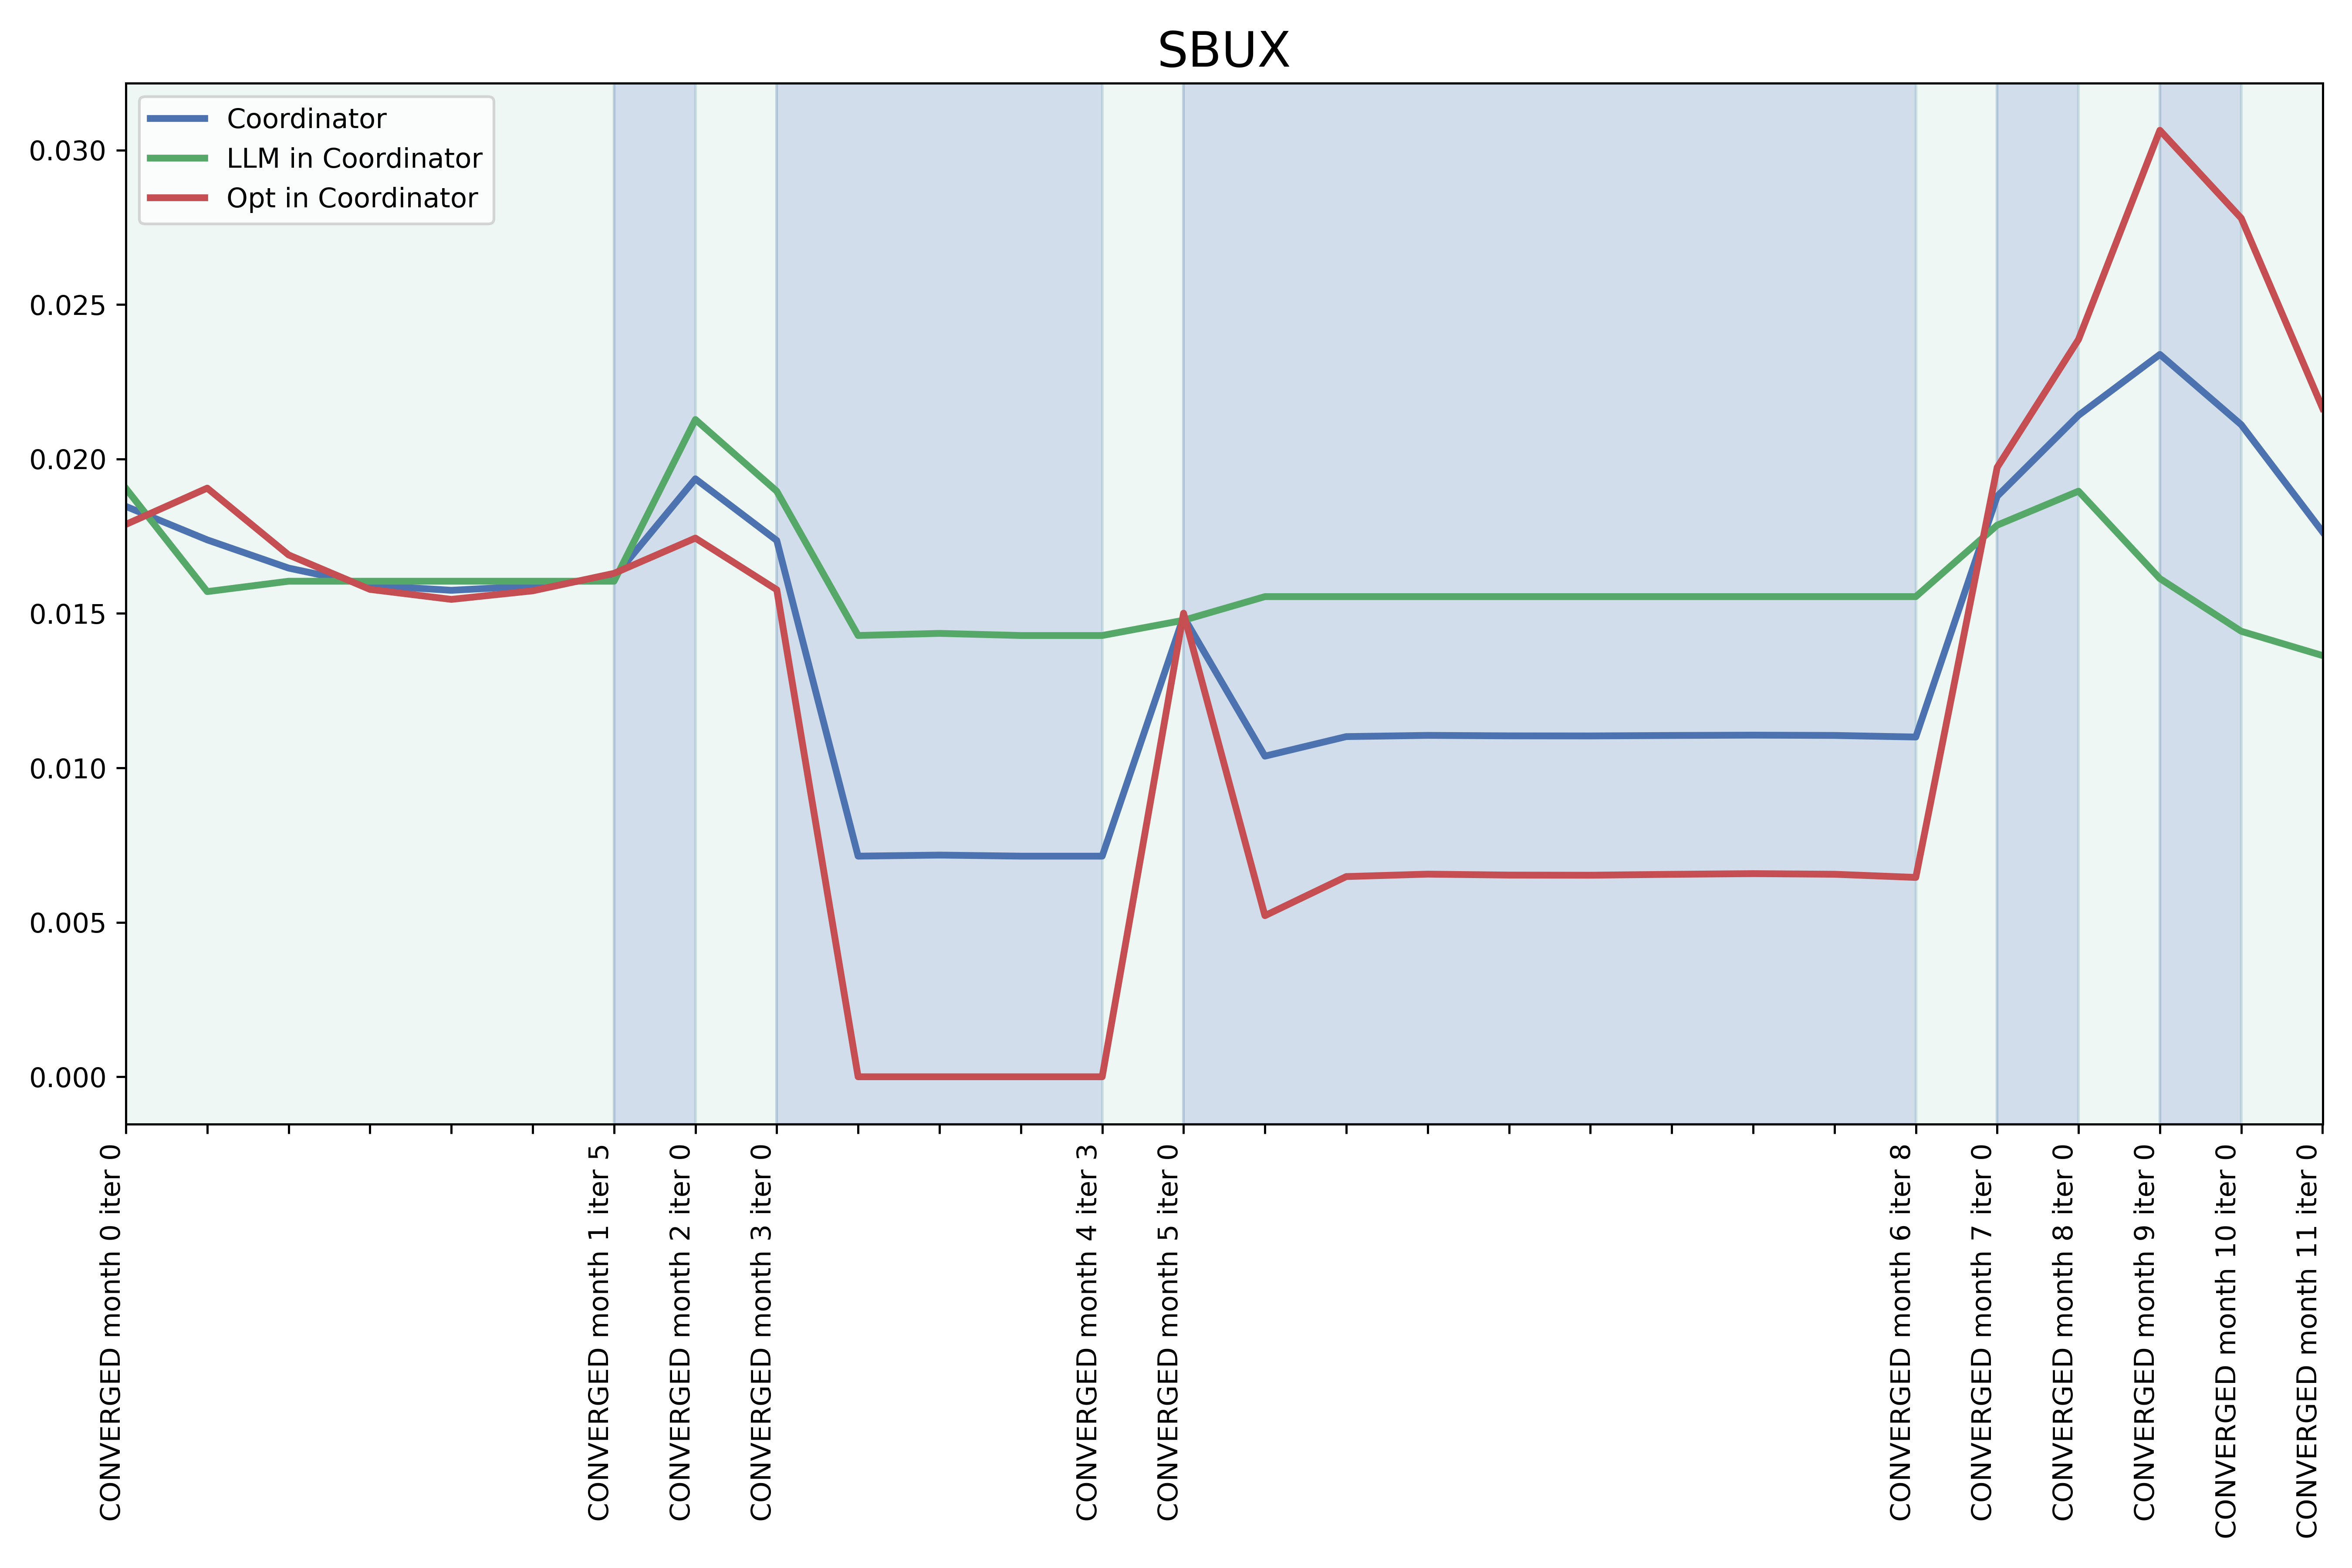 SBUX
Coordinator
LLM in Coordinator
Opt in Coordinator
0.030
0.025
0.020
0.015
0.010
0.005
0.000
CONVERGED month 0 iter 0
CONVERGED month 1 iter 5
CONVERGED month 2 iter 0
CONVERGED month 3 iter 0
CONVERGED month 4 iter 3
CONVERGED month 5 iter 0
CONVERGED month 6 iter 8
CONVERGED month 7 iter 0
CONVERGED month 8 iter 0
CONVERGED month 9 iter 0
CONVERGED month 10 iter 0
CONVERGED month 11 iter 0